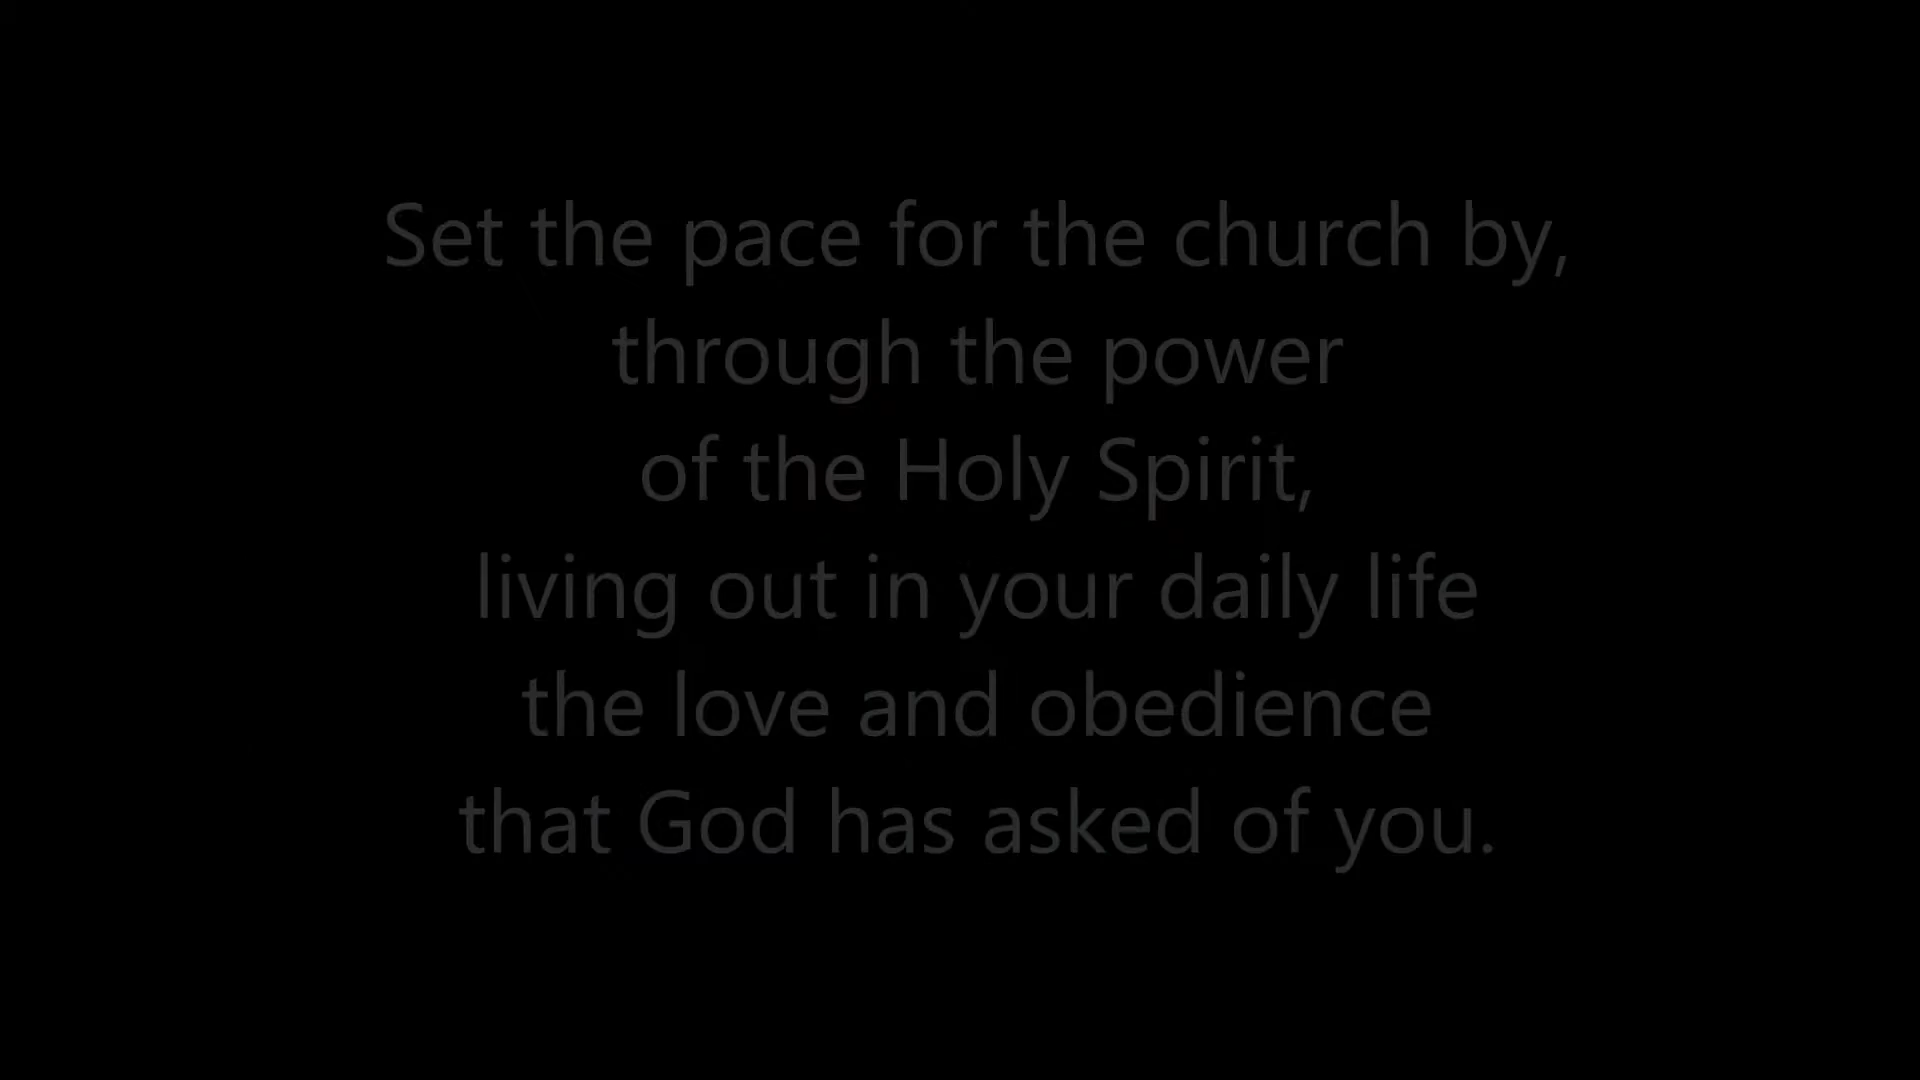 Set the pace for the church by,
through the power
of the Holy Spirit,
living out in your daily life
the love and obedience
that God has asked of you.